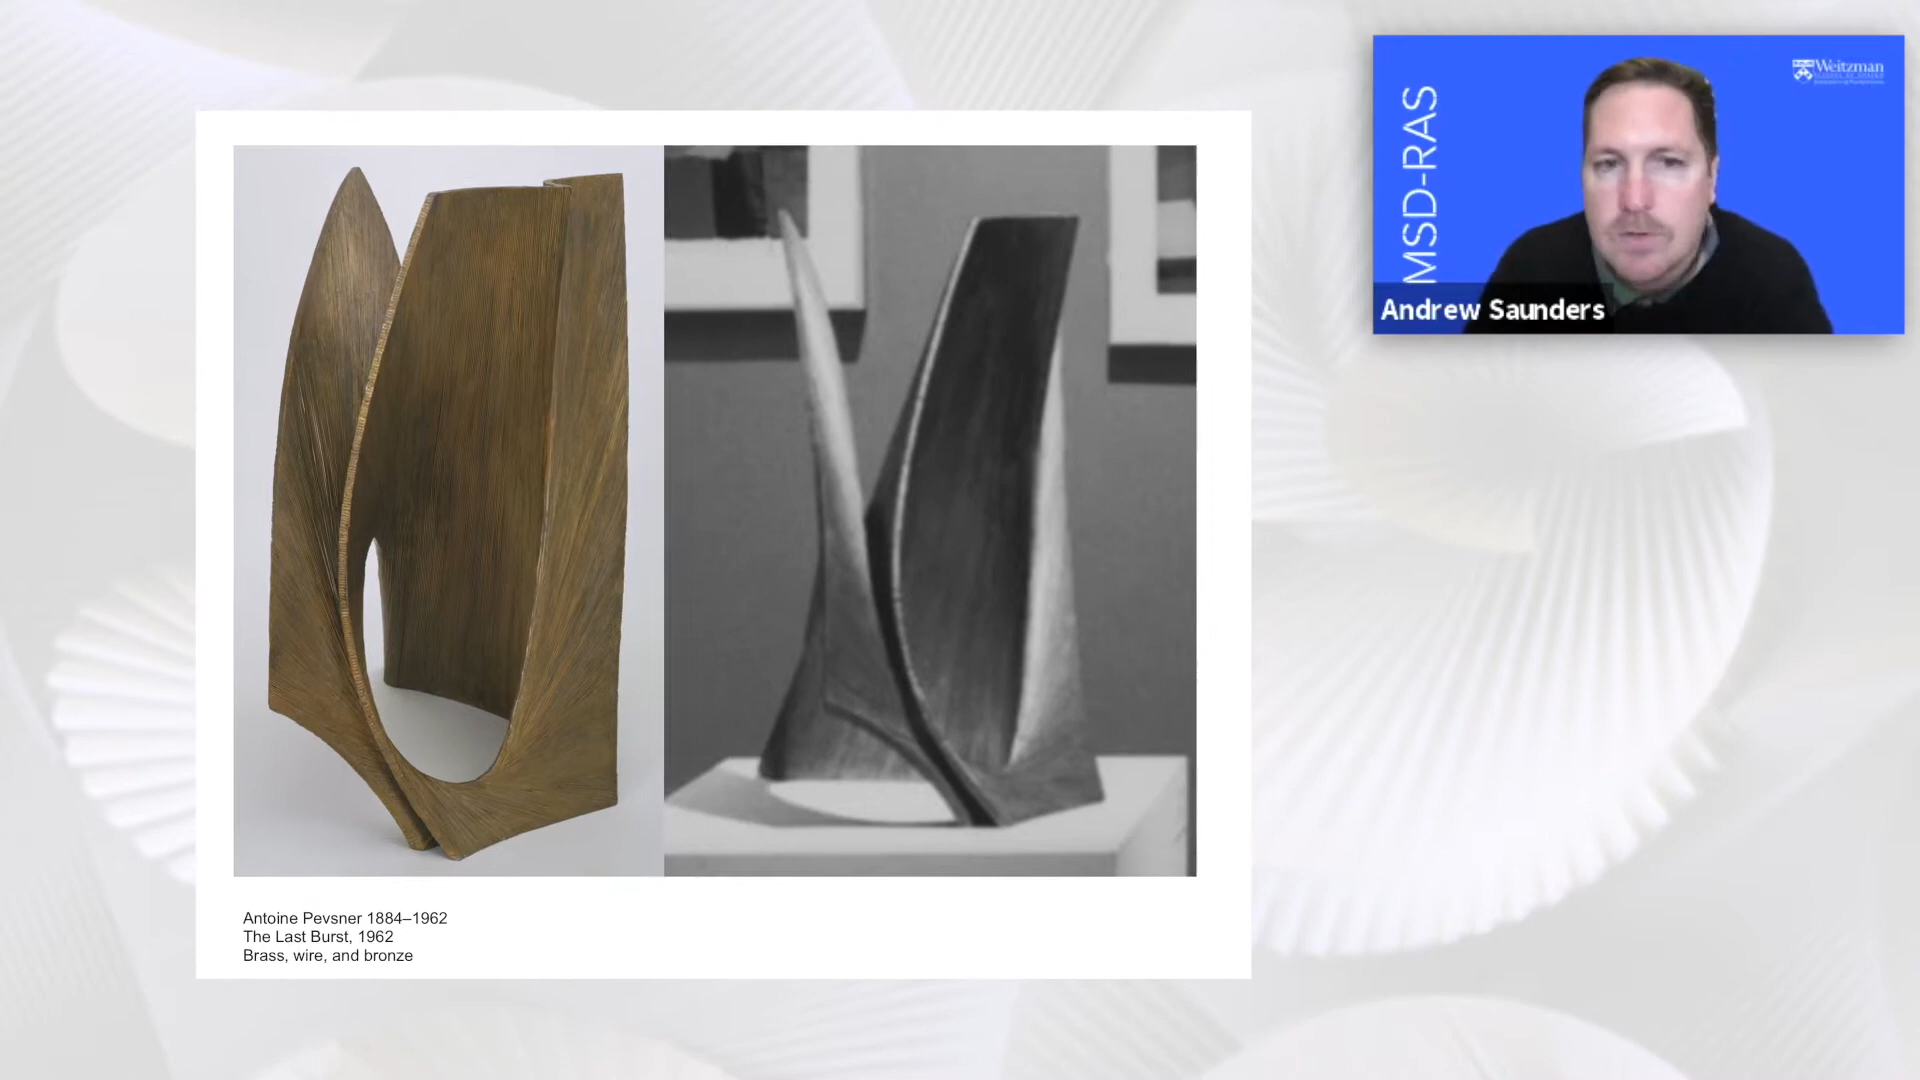 Weitzman
MSD-RAS
Andrew Saunders
Antoine Pevsner 1884–1962
The Last Burst, 1962
Brass, wire, and bronze